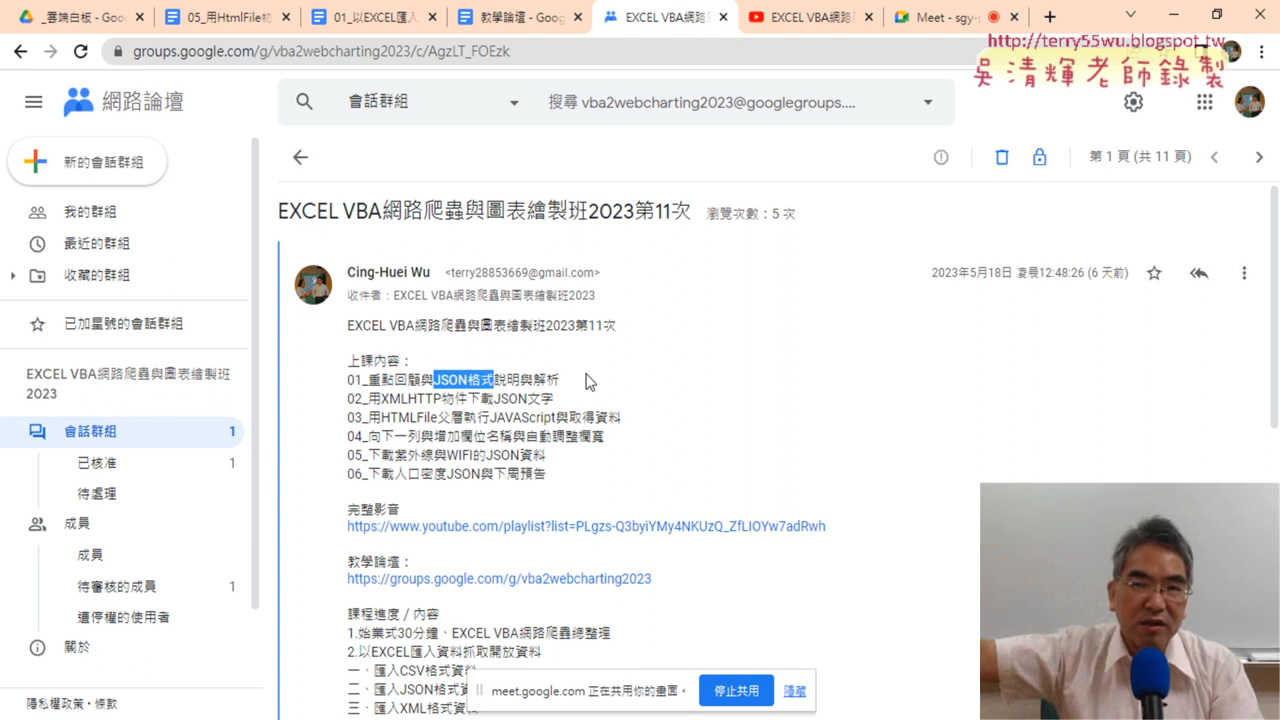 _雲端白板 - Goo
05_用HtmlFile物
01_以EXCEL匯入
教學論壇 - Goog
EXCEL VBA網路
EXCEL VBA網路
Meet - sgy-
groups.google.com/g/vba2webcharting2023/c/AgzLT_FOEzk
http://terry55wu.blogspot.tw
吳清輝老師錄製
網路論壇
會話群組
搜尋 vba2webcharting2023@googlegroups....
新的會話群組
第 1 頁 (共 11 頁)
我的群組
最近的群組
收藏的群組
已加星號的會話群組
EXCEL VBA網路爬蟲與圖表繪製班
2023
會話群組 1
已核准 1
待處理
成員
成員
待審核的成員 1
遭停權的使用者
關於
隱私權政策・條款
EXCEL VBA網路爬蟲與圖表繪製班2023第11次 瀏覽次數：5 次
Cing-Huei Wu <terry28853669@gmail.com>
2023年5月18日 凌晨12:48:26 (6 天前)
收件者：EXCEL VBA網路爬蟲與圖表繪製班2023
EXCEL VBA網路爬蟲與圖表繪製班2023第11次
上課內容：
01_重點回顧與JSON格式說明與解析
02_用XMLHTTP物件下載JSON文字
03_用HTMLFile父層執行JAVAScript與取得資料
04_向下一列與增加欄位名稱與自動調整欄寬
05_下載紫外線與WIFI的JSON資料
06_下載人口密度JSON與下周預告
完整影音
https://www.youtube.com/playlist?list=PLgzs-Q3byiYMy4NKUzQ_ZfLIOYw7adRwh
教學論壇：
https://groups.google.com/g/vba2webcharting2023
課程進度 / 內容
1.始業式30分鐘、EXCEL VBA網路爬蟲總整理
2.以EXCEL匯入資料抓取開放資料
一、匯入CSV格式資料
二、匯入JSON格式資
三、匯入XML格式資料
meet.google.com 正在共用你的畫面。
停止共用
隱藏